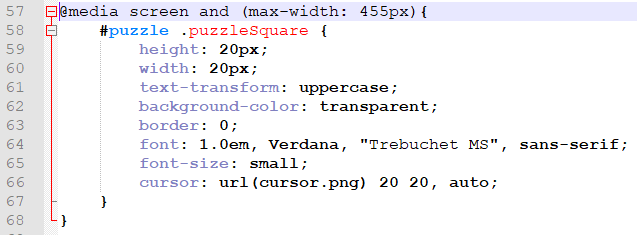 57 @media screen and (max-width: 455px){
58     #puzzle .puzzleSquare {
59         height: 20px;
60         width: 20px;
61         text-transform: uppercase;
62         background-color: transparent;
63         border: 0;
64         font: 1.0em, Verdana, "Trebuchet MS", sans-serif;
65         font-size: small;
66         cursor: url(cursor.png) 20 20, auto;
67     }
68 }